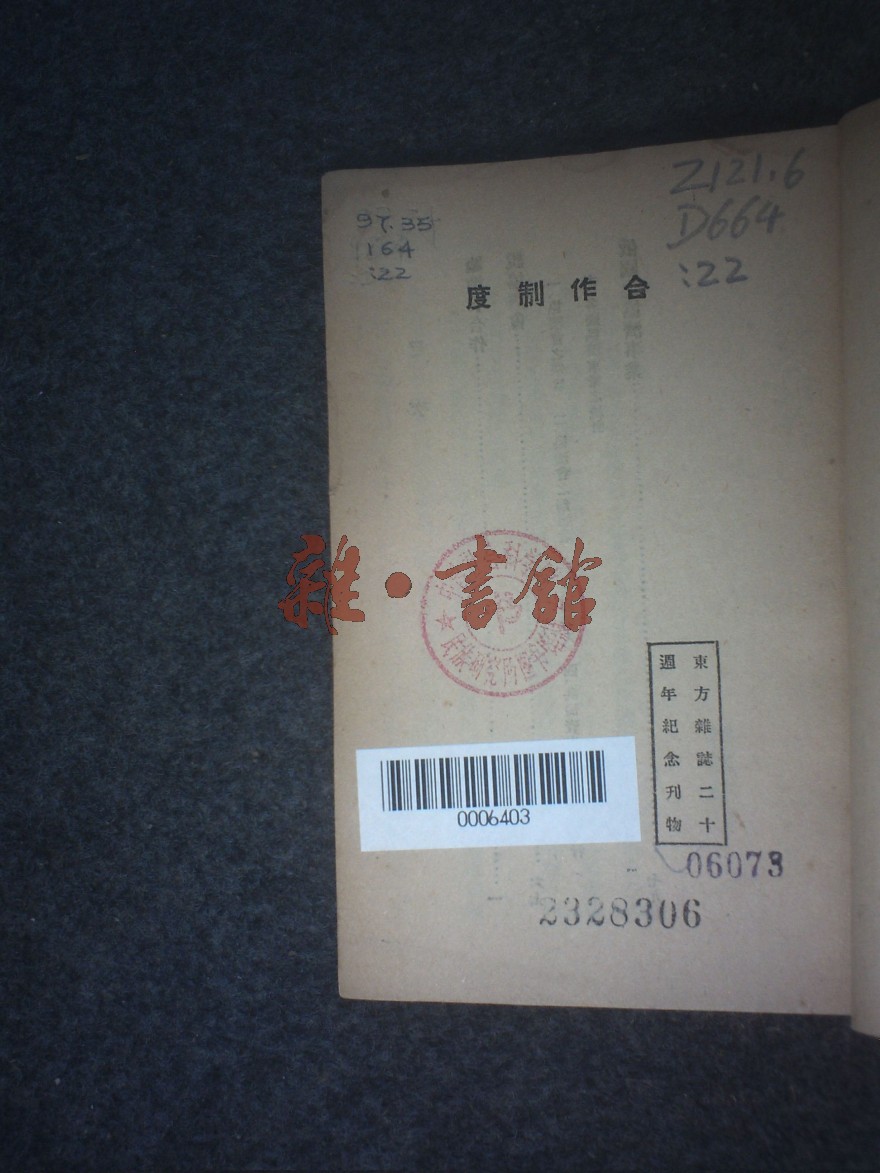 Z121.6
D664
:22
97.35
164
:22
合作制度
雜·書館
東方雜誌二十
週年紀念刊物
0006403
06073
2328306